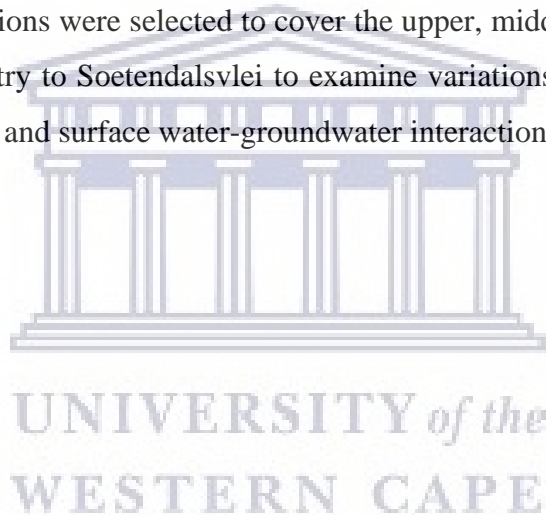 ions were selected to cover the upper, midd
try to Soetendalsvlei to examine variations
and surface water-groundwater interaction
UNIVERSITY of the
WESTERN CAPE